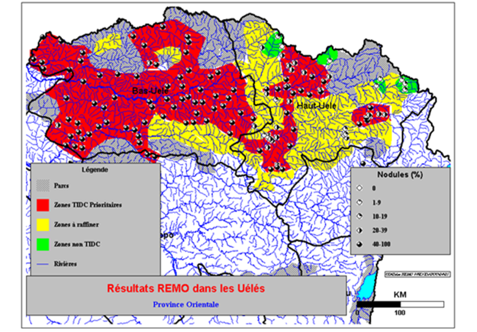 Bas-Uele
Haut-Uele
Légende
Parcs
Zones TIDC Prioritaires
Zones à raffiner
Zones non TIDC
Rivières
Nodules (%)
0
1-9
10-19
20-39
40-100
Résultats REMO dans les Uélés
Province Orientale
KM
0
100